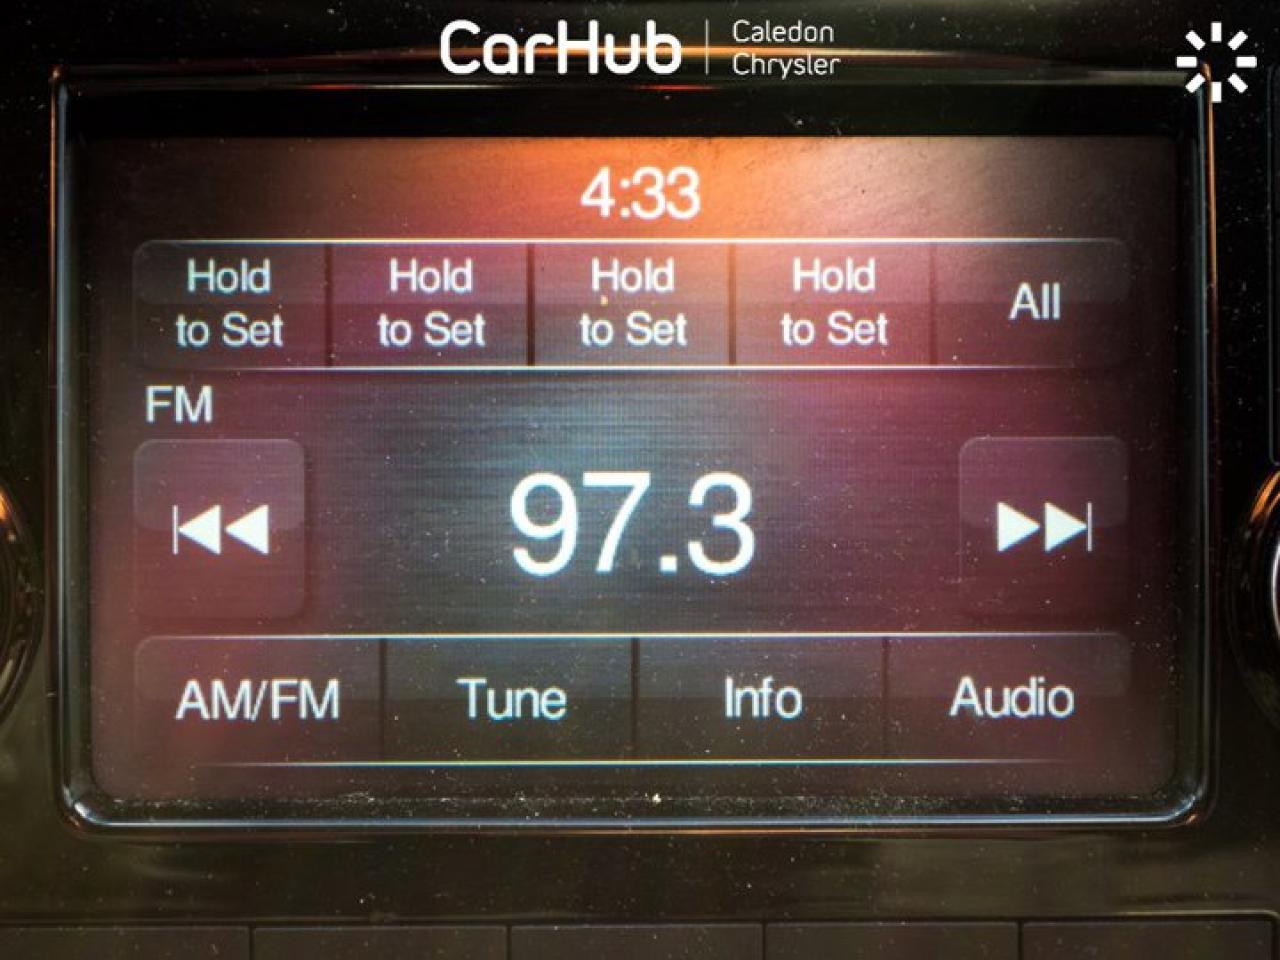 CarHub
Caledon
Chrysler
4:33
Hold to Set
Hold to Set
Hold to Set
Hold to Set
All
FM
97.3
AM/FM
Tune
Info
Audio